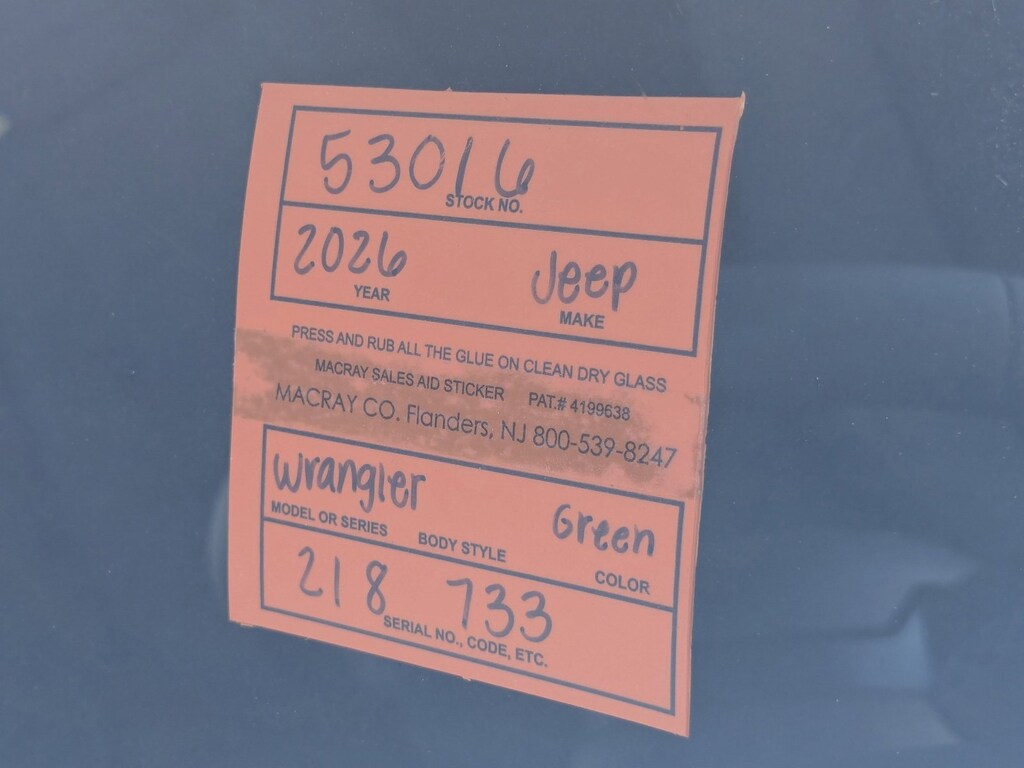 53016
STOCK NO.
2026 Jeep
YEAR MAKE
PRESS AND RUB ALL THE GLUE ON CLEAN DRY GLASS
MACRAY SALES AID STICKER PAT.# 4199638
MACRAY CO. Flanders, NJ 800-539-8247
Wrangler Green
MODEL OR SERIES BODY STYLE COLOR
218 733
SERIAL NO., CODE, ETC.